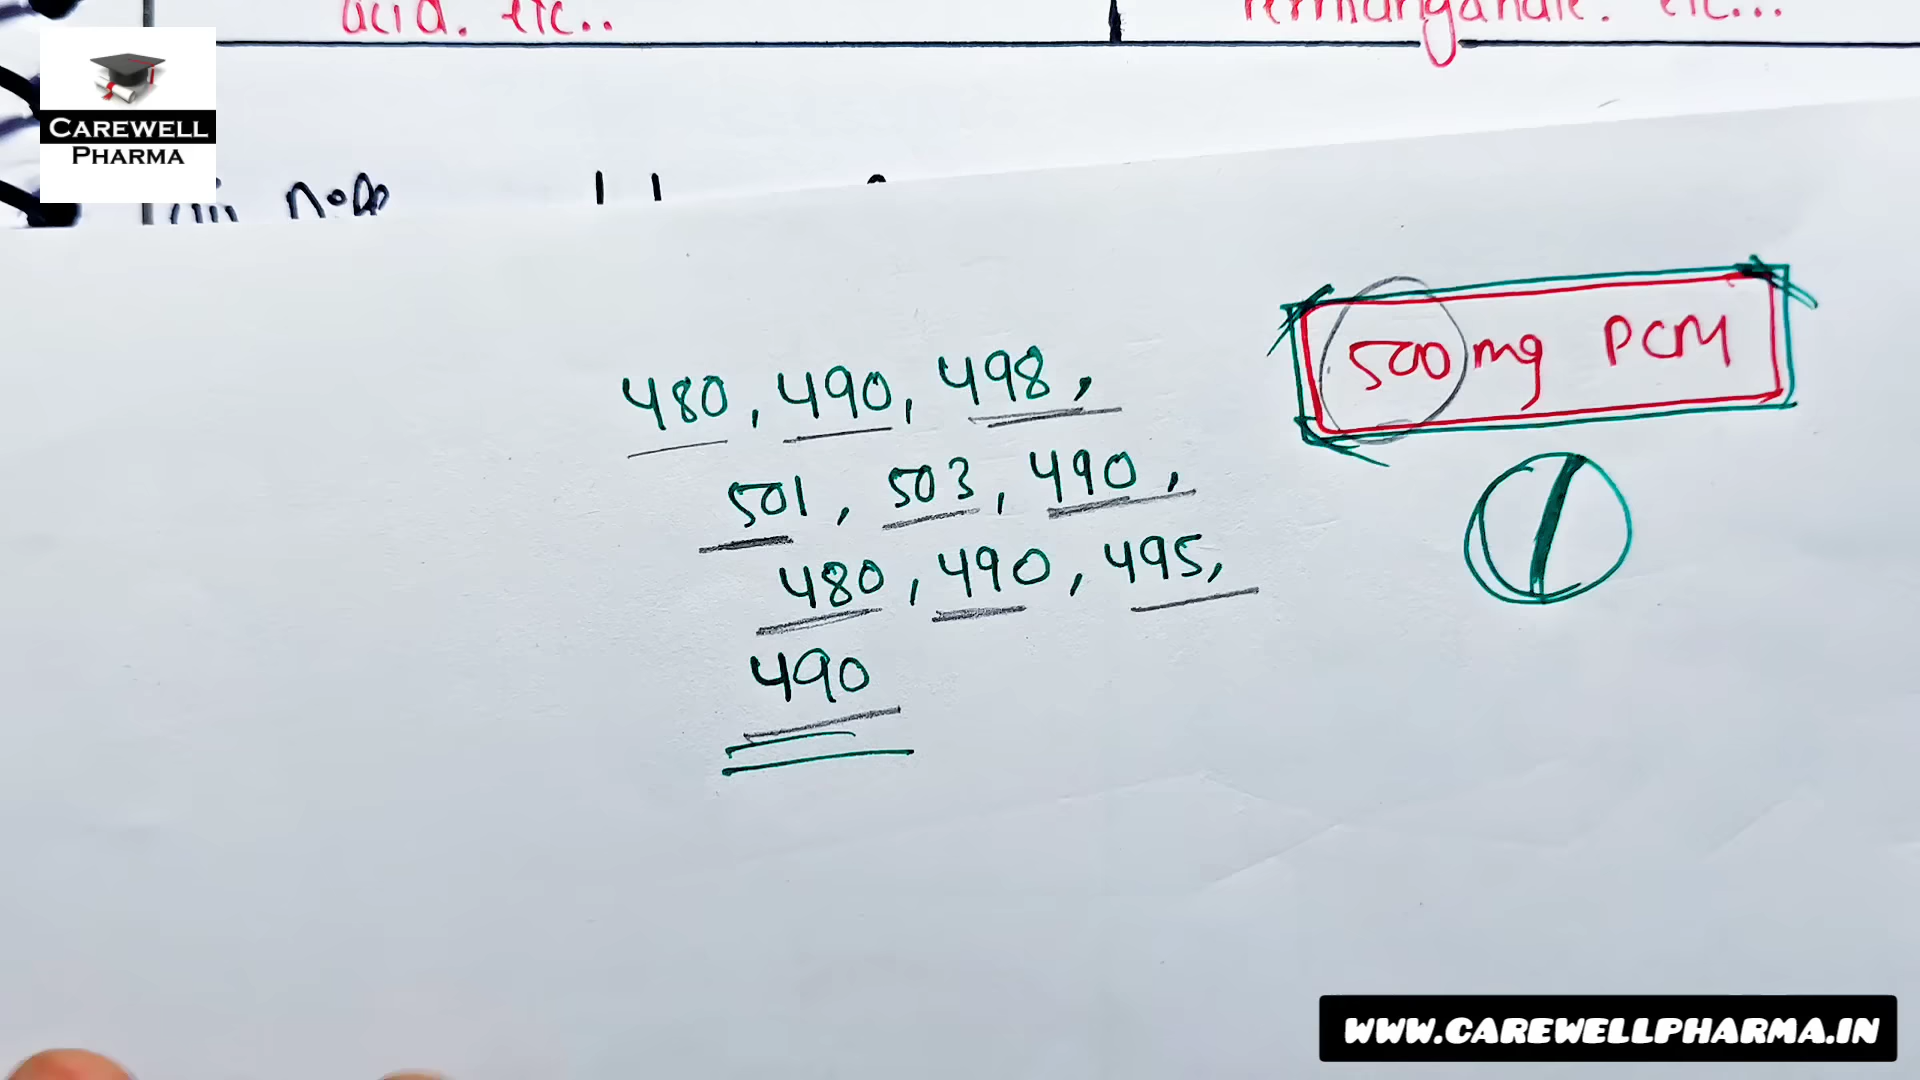 acid. etc..
etc...
CAREWELL
PHARMA
480, 490, 498,
501, 503, 490,
480, 490, 495,
490
500 mg PCM
WWW.CAREWELLPHARMA.IN